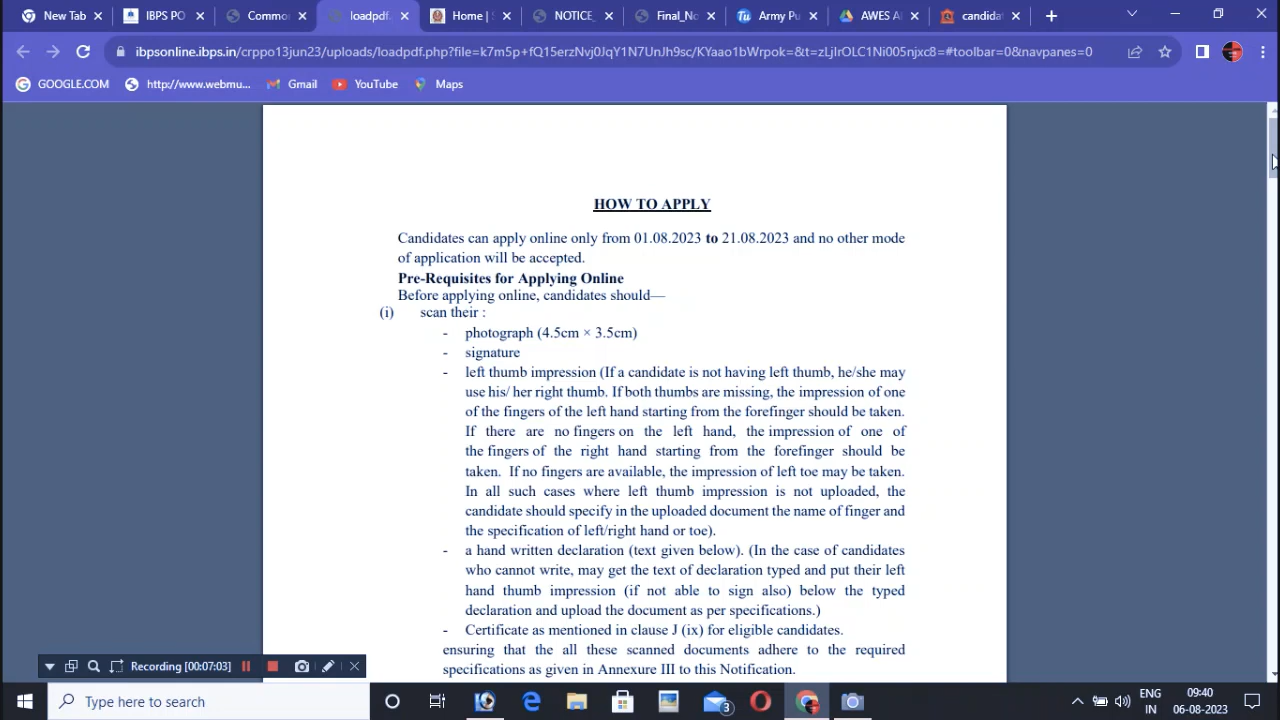 New Tab
IBPS PO
Common
loadpdf.
Home |
NOTICE_
Final_No
Army Pu
AWES A
candida
ibpsonline.ibps.in/crppo13jun23/uploads/loadpdf.php?file=k7m5p+fQ15erzNvj0JqY1N7UnJh9sc/KYaao1bWrpok=&t=zLjlrOLC1Ni005njxc8=#toolbar=0&navpanes=0
GOOGLE.COM
http://www.webmu...
Gmail
YouTube
Maps
HOW TO APPLY
Candidates can apply online only from 01.08.2023 to 21.08.2023 and no other mode
of application will be accepted.
Pre-Requisites for Applying Online
Before applying online, candidates should—
(i) scan their :
- photograph (4.5cm × 3.5cm)
- signature
- left thumb impression (If a candidate is not having left thumb, he/she may
use his/ her right thumb. If both thumbs are missing, the impression of one
of the fingers of the left hand starting from the forefinger should be taken.
If there are no fingers on the left hand, the impression of one of
the fingers of the right hand starting from the forefinger should be
taken. If no fingers are available, the impression of left toe may be taken.
In all such cases where left thumb impression is not uploaded, the
candidate should specify in the uploaded document the name of finger and
the specification of left/right hand or toe).
- a hand written declaration (text given below). (In the case of candidates
who cannot write, may get the text of declaration typed and put their left
hand thumb impression (if not able to sign also) below the typed
declaration and upload the document as per specifications.)
- Certificate as mentioned in clause J (ix) for eligible candidates.
ensuring that the all these scanned documents adhere to the required
specifications as given in Annexure III to this Notification.
Recording [00:07:03]
Type here to search
3
ENG
IN
09:40
06-08-2023